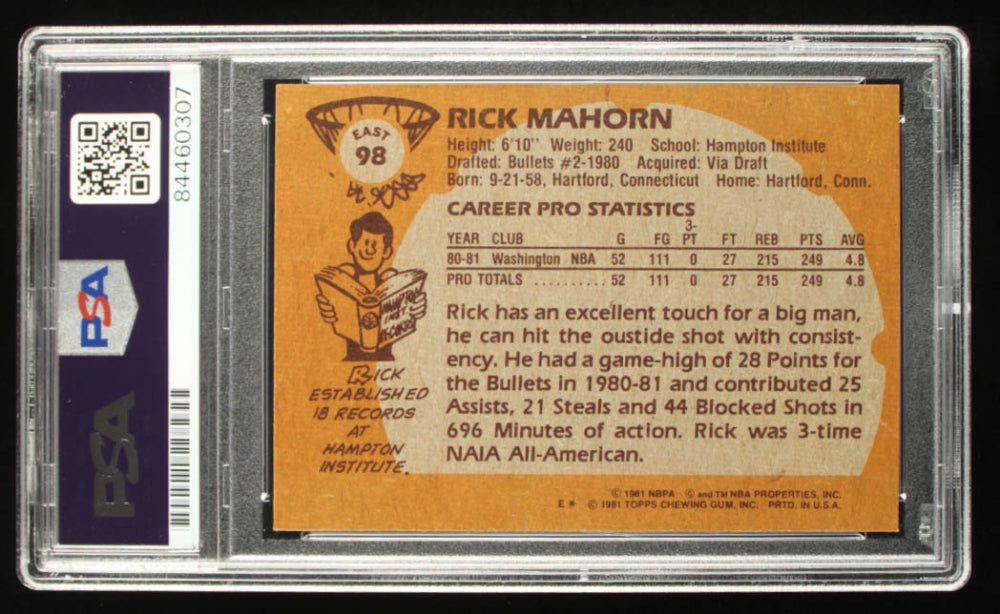 84460307
PSA
PSA
EAST
98
RICK MAHORN
Height: 6'10'' Weight: 240 School: Hampton Institute
Drafted: Bullets #2-1980 Acquired: Via Draft
Born: 9-21-58, Hartford, Connecticut Home: Hartford, Conn.
CAREER PRO STATISTICS
YEAR CLUB G FG 3-PT FT REB PTS AVG
80-81 Washington NBA 52 111 0 27 215 249 4.8
PRO TOTALS .......... 52 111 0 27 215 249 4.8
HAMPTON
INST.
RECORDS
RICK
ESTABLISHED
18 RECORDS
AT
HAMPTON
INSTITUTE.
Rick has an excellent touch for a big man,
he can hit the oustide shot with consist-
ency. He had a game-high of 28 Points for
the Bullets in 1980-81 and contributed 25
Assists, 21 Steals and 44 Blocked Shots in
696 Minutes of action. Rick was 3-time
NAIA All-American.
© 1981 NBPA © and TM NBA PROPERTIES, INC.
E * © 1981 TOPPS CHEWING GUM, INC. PRTD. IN U.S.A.